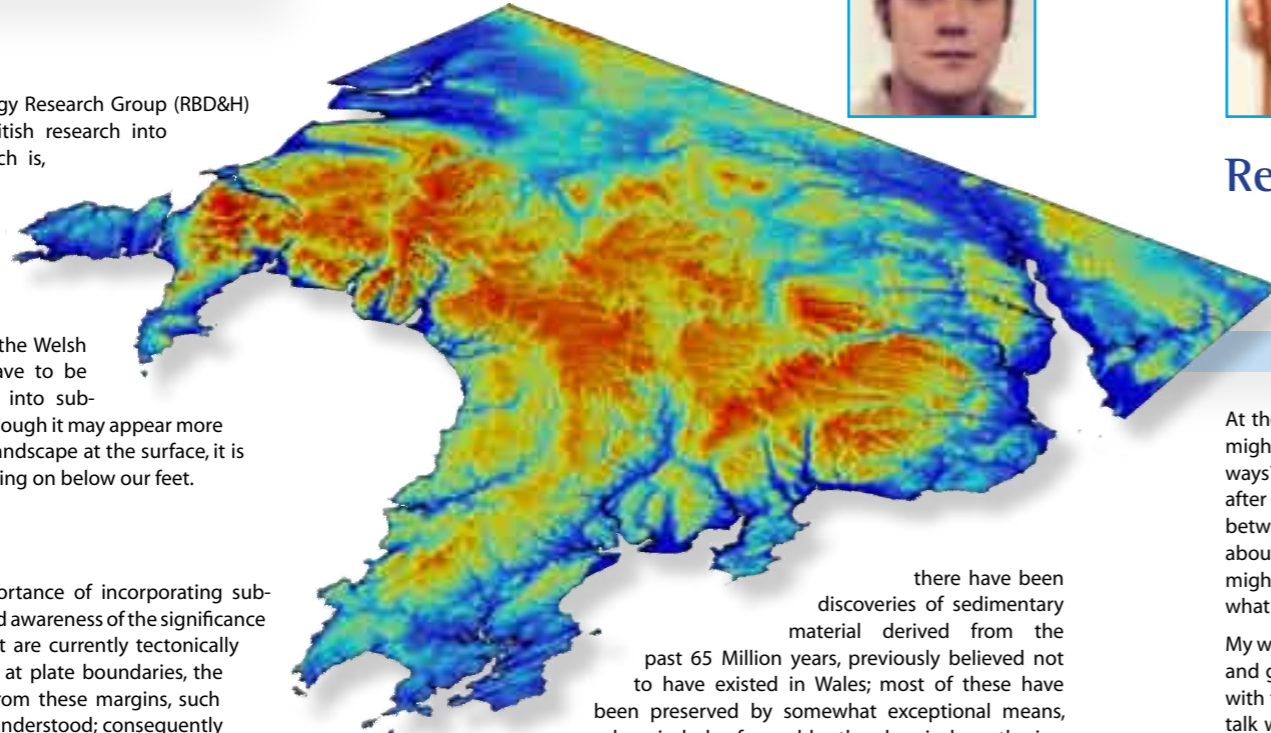 gy Research Group (RBD&H)
itish research into
ch is,
the Welsh
ave to be
into sub-
ough it may appear more
andscape at the surface, it is
ing on below our feet.
ortance of incorporating sub-
d awareness of the significance
t are currently tectonically
at plate boundaries, the
rom these margins, such
nderstood; consequently
there have been
discoveries of sedimentary
material derived from the
past 65 Million years, previously believed not
to have existed in Wales; most of these have
been preserved by somewhat exceptional means,
Re
At the
migh
ways?
after
betw
abou
migh
what
My w
and g
with
talk w